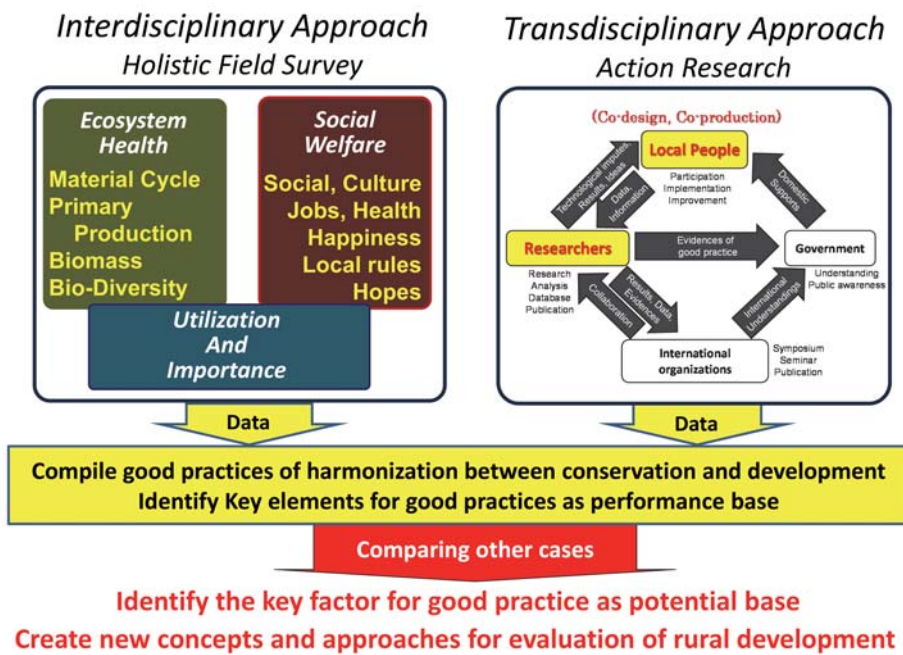 Interdisciplinary Approach
Holistic Field Survey
Ecosystem
Health
Material Cycle
Primary
Production
Biomass
Bio-Diversity
Social
Welfare
Social, Culture
Jobs, Health
Happiness
Local rules
Hopes
Utilization
And
Importance
Transdisciplinary Approach
Action Research
(Co-design, Co-production)
Local People
Participation
Implementation
Improvement
Technological imputes,
Results, Ideas
Data,
Information
Domestic
Supports
Researchers
Research
Analysis
Database
Publication
Evidences of
good practice
Government
Understanding
Public awareness
Collaboration
Results, Data,
Evidences
International
Understandings
International
organizations
Symposium
Seminar
Publication
Data
Data
Compile good practices of harmonization between conservation and development
Identify Key elements for good practices as performance base
Comparing other cases
Identify the key factor for good practice as potential base
Create new concepts and approaches for evaluation of rural development